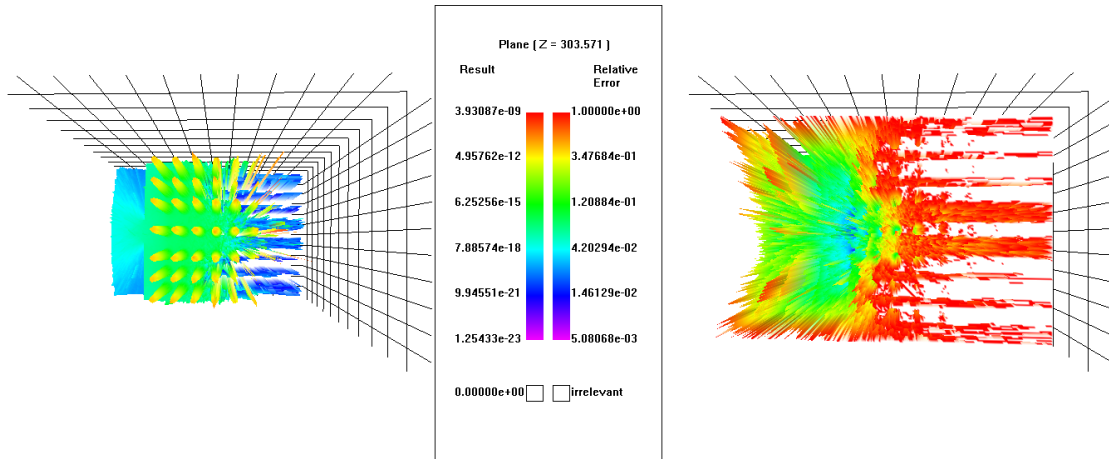 Plane ( Z = 303.571 )
Result Relative Error
3.93087e-09 1.00000e+00
4.95762e-12 3.47684e-01
6.25256e-15 1.20884e-01
7.88574e-18 4.20294e-02
9.94551e-21 1.46129e-02
1.25433e-23 5.08068e-03
0.00000e+00 irrelevant